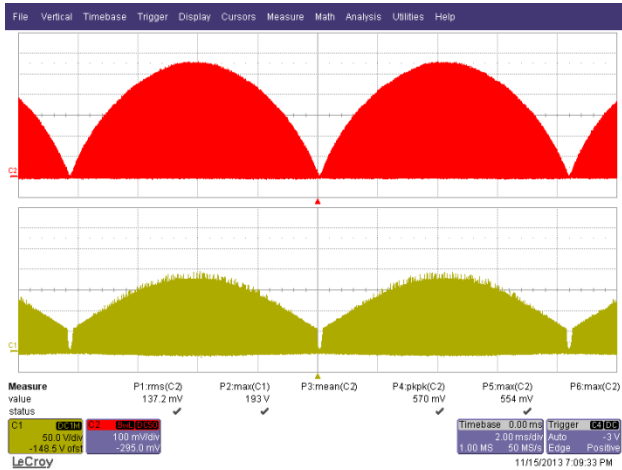 File Vertical Timebase Trigger Display Cursors Measure Math Analysis Utilities Help
C2
C1
Measure P1:rms(C2) P2:max(C1) P3:mean(C2) P4:pkpk(C2) P5:max(C2) P6:max(C2)
value 137.2 mV 193 V 570 mV 554 mV
status
C1 DC1M
50.0 V/div
-148.5 V ofst
C2 BwL DC50
100 mV/div
-295.0 mV
Timebase 0.00 ms
2.00 ms/div
1.00 MS 50 MS/s
Trigger C4 DC
Auto -3 V
Edge Positive
LeCroy
11/15/2013 7:09:33 PM